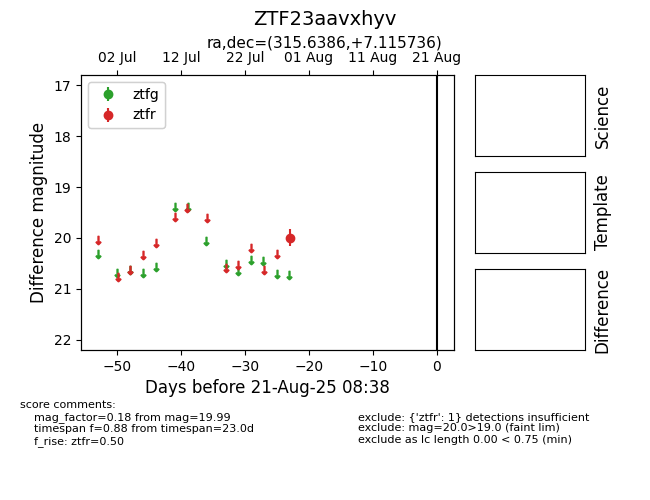 ZTF23aavxhyv
ra,dec=(315.6386,+7.115736)
02 Jul 12 Jul 22 Jul 01 Aug 11 Aug 21 Aug
ztfg
ztfr
17
18
19
20
21
22
Difference magnitude
−50 −40 −30 −20 −10 0
Days before 21-Aug-25 08:38
Science
Template
Difference
score comments:
mag_factor=0.18 from mag=19.99
timespan f=0.88 from timespan=23.0d
f_rise: ztfr=0.50
exclude: {'ztfr': 1} detections insufficient
exclude: mag=20.0>19.0 (faint lim)
exclude as lc length 0.00 < 0.75 (min)